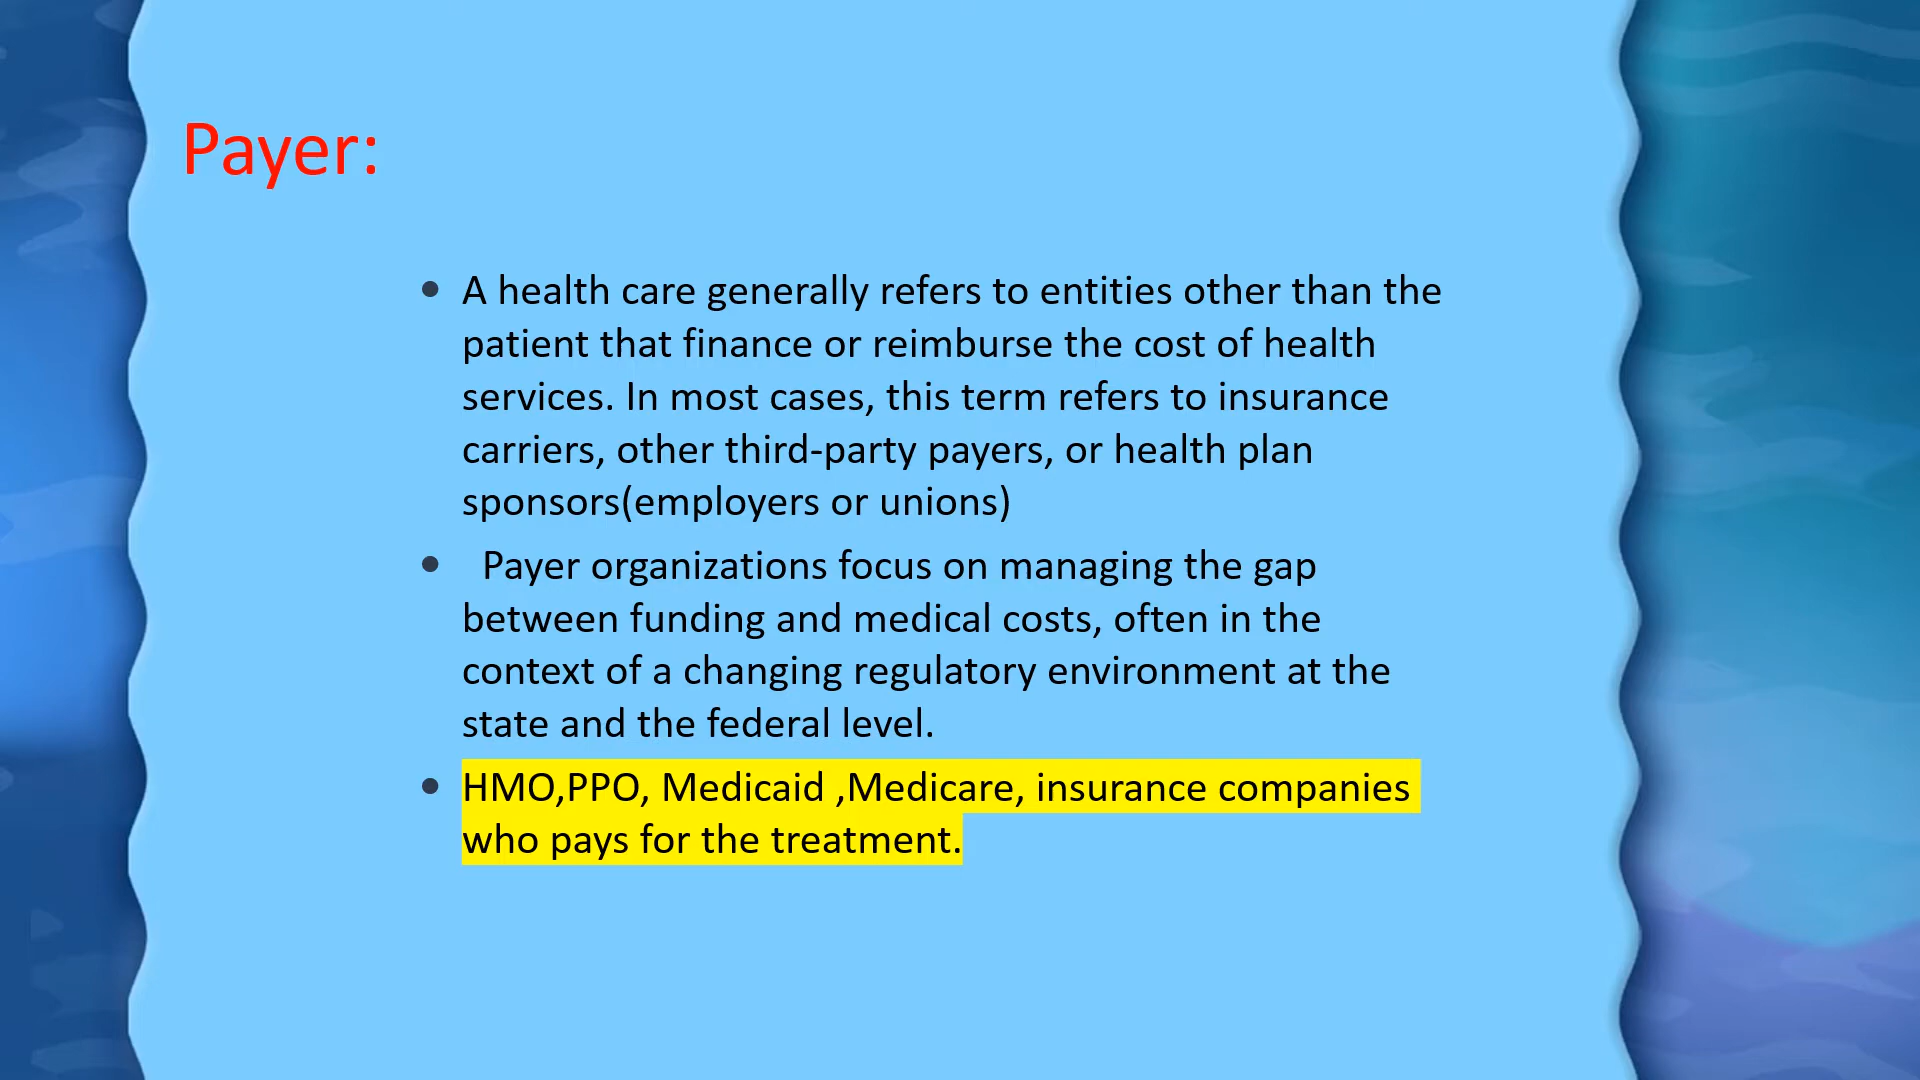 Payer:
A health care generally refers to entities other than the
patient that finance or reimburse the cost of health
services. In most cases, this term refers to insurance
carriers, other third-party payers, or health plan
sponsors(employers or unions)
Payer organizations focus on managing the gap
between funding and medical costs, often in the
context of a changing regulatory environment at the
state and the federal level.
HMO,PPO, Medicaid ,Medicare, insurance companies
who pays for the treatment.